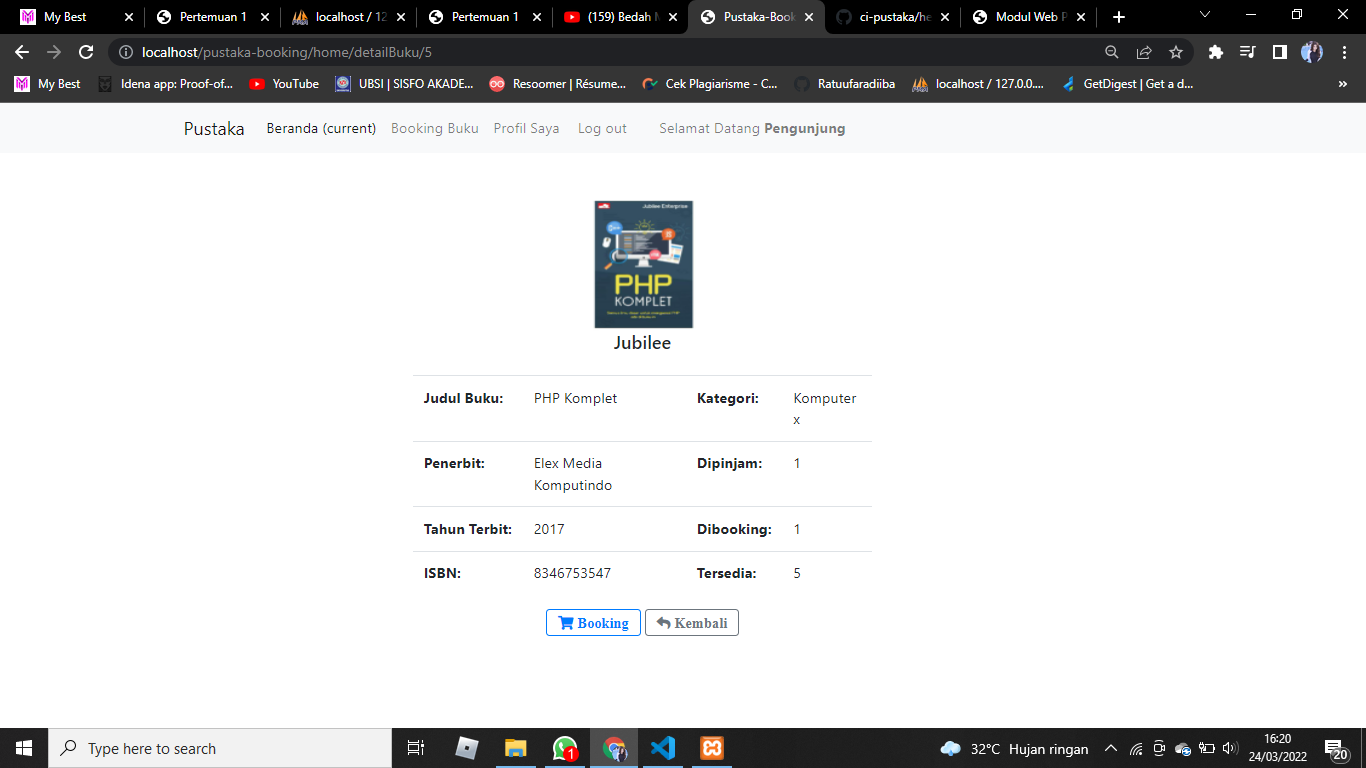 My Best
Pertemuan 1
localhost / 12
Pertemuan 1
(159) Bedah M
Pustaka-Book
ci-pustaka/he
Modul Web P
localhost/pustaka-booking/home/detailBuku/5
My Best
Idena app: Proof-of...
YouTube
UBSI | SISFO AKADE...
Resoomer | Résume...
Cek Plagiarisme - C...
Ratuufaradiiba
localhost / 127.0.0....
GetDigest | Get a d...
»
Pustaka
Beranda (current)
Booking Buku
Profil Saya
Log out
Selamat Datang Pengunjung
Jubilee Enterprise
PHP
KOMPLET
Jubilee
Judul Buku: PHP Komplet Kategori: Komputer
x
Penerbit: Elex Media Dipinjam: 1
Komputindo
Tahun Terbit: 2017 Dibooking: 1
ISBN: 8346753547 Tersedia: 5
Booking
Kembali
Type here to search
1
32°C Hujan ringan
16:20
24/03/2022
20